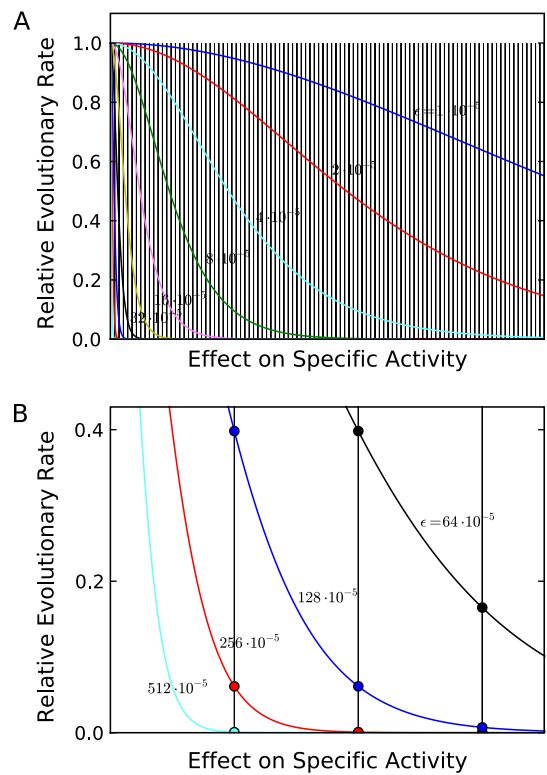 A
Relative Evolutionary Rate
1.0
0.8
0.6
0.4
0.2
0.0
ϵ=1·10⁻⁵
2·10⁻⁵
4·10⁻⁵
8·10⁻⁵
16·10⁻⁵
32·10⁻⁵
Effect on Specific Activity
B
Relative Evolutionary Rate
0.4
0.2
0.0
ϵ=64·10⁻⁵
128·10⁻⁵
256·10⁻⁵
512·10⁻⁵
Effect on Specific Activity